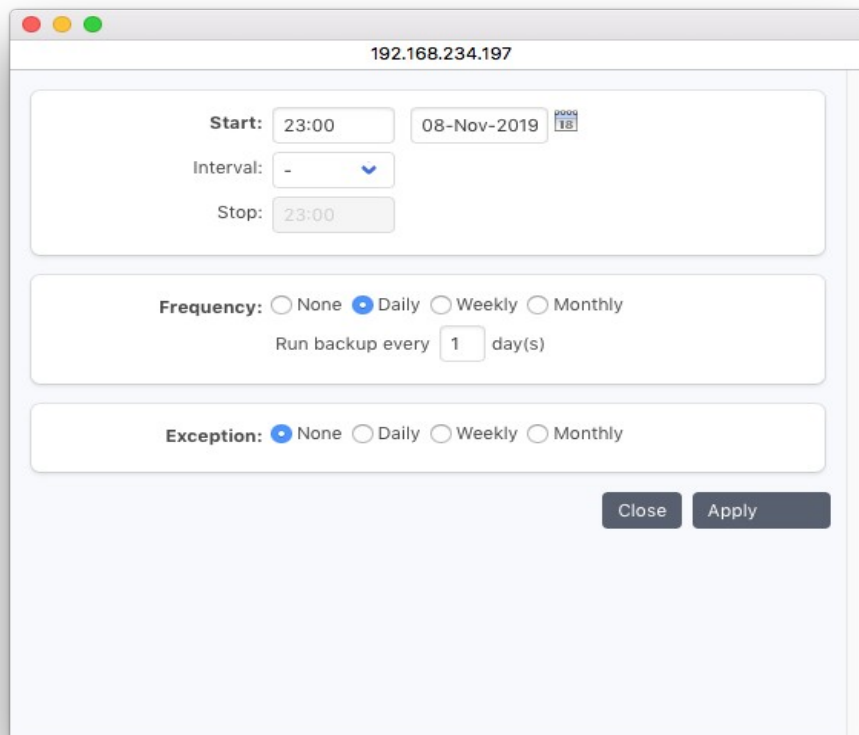 192.168.234.197
Start: 23:00 08-Nov-2019 18
Interval: -
Stop: 23:00
Frequency: None Daily Weekly Monthly
Run backup every 1 day(s)
Exception: None Daily Weekly Monthly
Close Apply